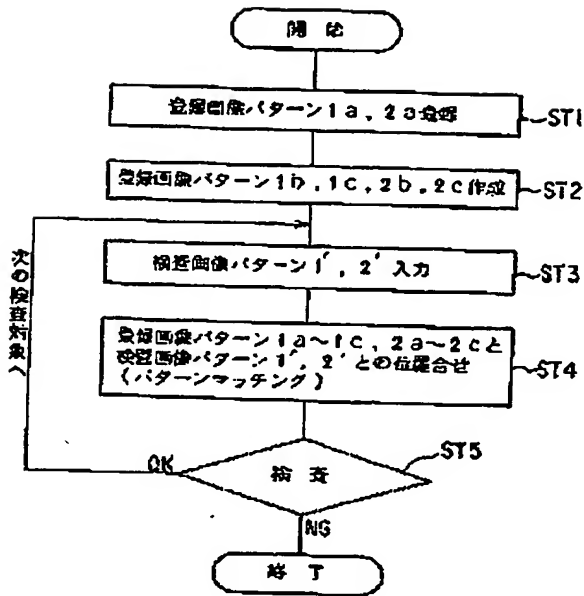 開始
登録画像パターン1a，2a登録
ST1
登録画像パターン1b，1c，2b，2c作成
ST2
検査画像パターン1′，2′入力
ST3
登録画像パターン1a～1c，2a～2cと
検査画像パターン1′，2′との位置合せ
（パターンマッチング）
ST4
次の検査対象へ
OK
検査
ST5
NG
終了